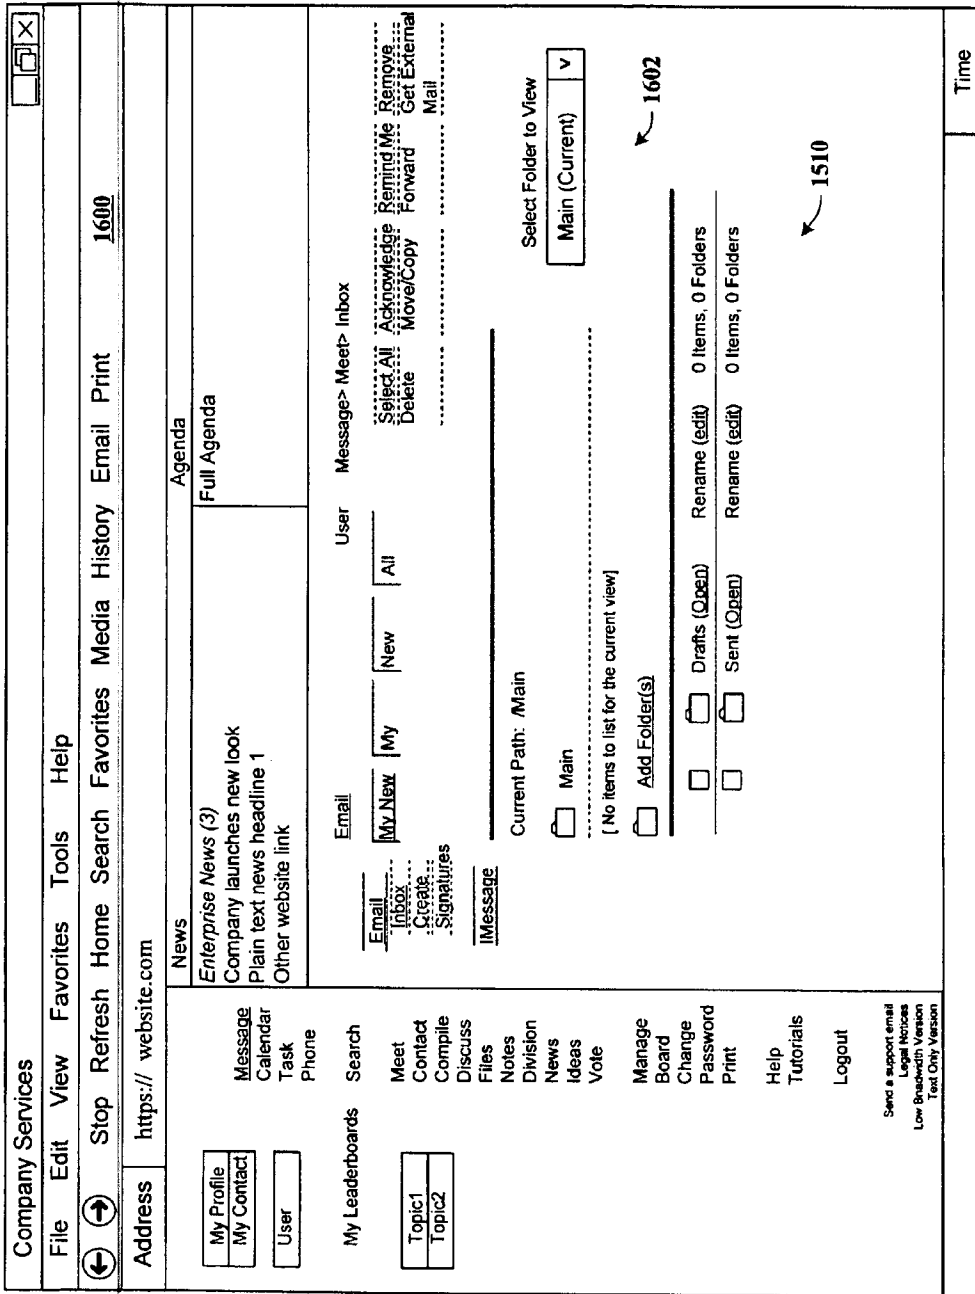 Company Services
File Edit View Favorites Tools Help
Stop Refresh Home Search Favorites Media History Email Print 1600
Address https:// website.com
My Profile
My Contact
User
My Leaderboards
Topic1
Topic2
Message
Calendar
Task
Phone
Search
Meet
Contact
Compile
Discuss
Files
Notes
Division
News
Ideas
Vote
Manage
Board
Change
Password
Print
Help
Tutorials
Logout
Send a support email
Legal Notices
Low Bnadwidth Version
Text Only Version
News Agenda
Enterprise News (3) Full Agenda
Company launches new look
Plain text news headline 1
Other website link
Email User Message> Meet> Inbox
Email
Inbox
Create
Signatures
IMessage
My New My New All
Select All Acknowledge Remind Me Remove
Delete Move/Copy Forward Get External
Mail
Current Path: /Main Select Folder to View
Main Main (Current) v
[ No items to list for the current view]
Add Folder(s) 1602
Drafts (Open) Rename (edit) 0 Items, 0 Folders
Sent (Open) Rename (edit) 0 Items, 0 Folders
1510
Time